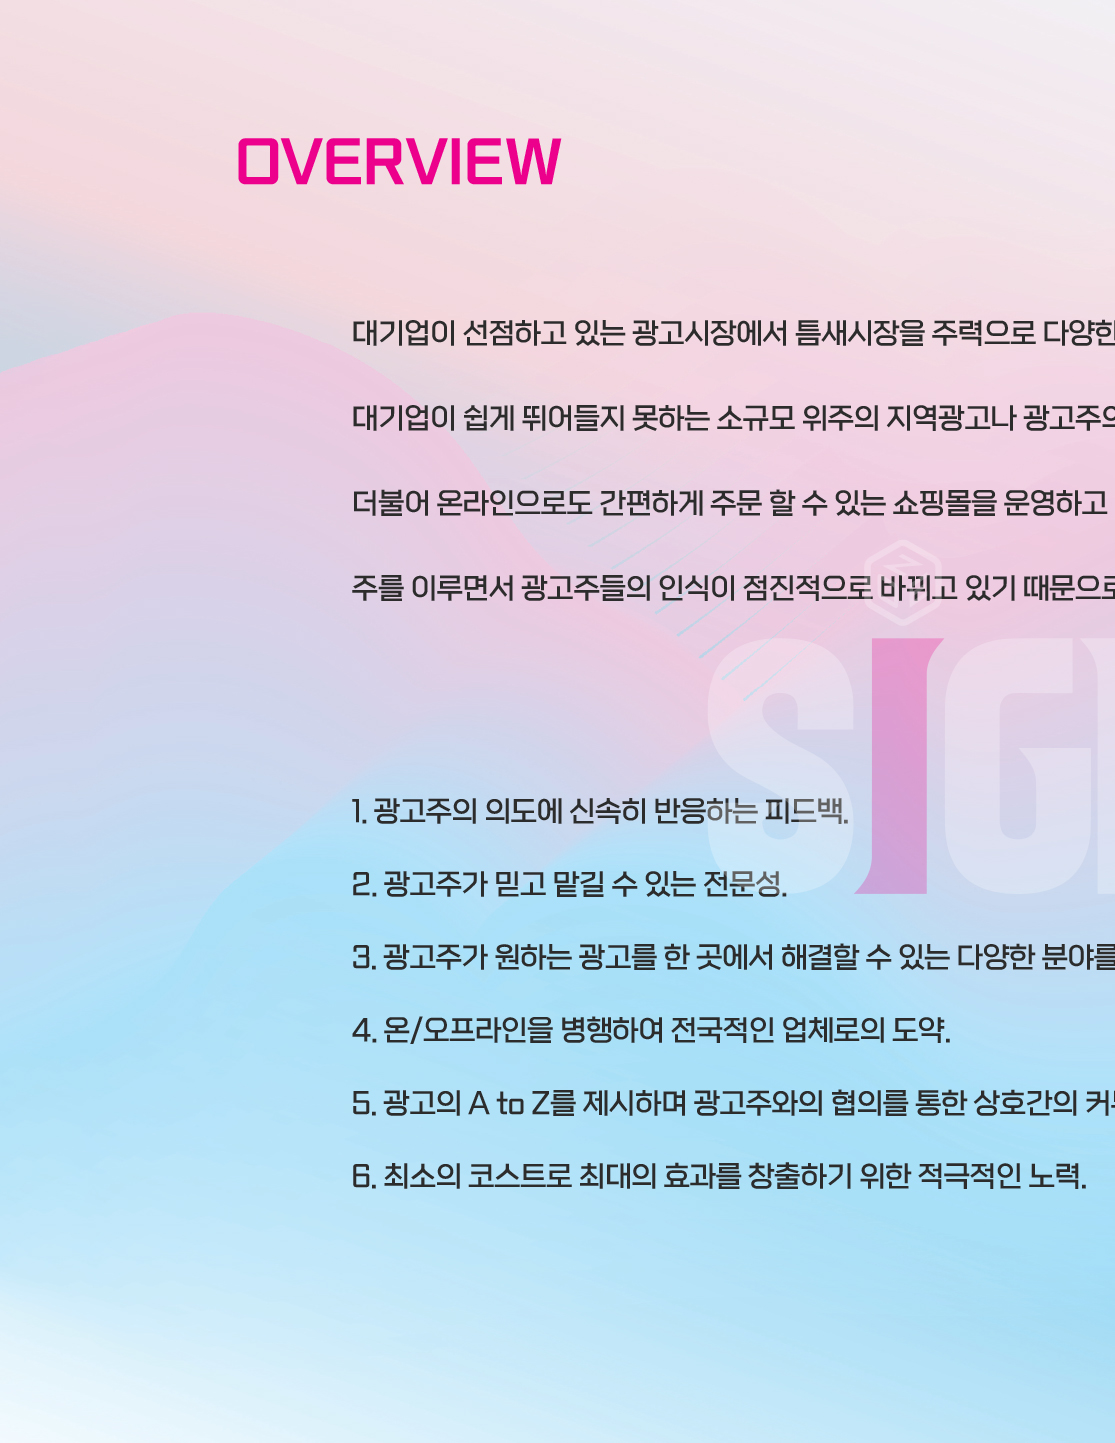 OVERVIEW
대기업이 선점하고 있는 광고시장에서 틈새시장을 주력으로 다양한
대기업이 쉽게 뛰어들지 못하는 소규모 위주의 지역광고나 광고주의
더불어 온라인으로도 간편하게 주문 할 수 있는 쇼핑몰을 운영하고
주를 이루면서 광고주들의 인식이 점진적으로 바뀌고 있기 때문으로
SIG
1. 광고주의 의도에 신속히 반응하는 피드백.
2. 광고주가 믿고 맡길 수 있는 전문성.
3. 광고주가 원하는 광고를 한 곳에서 해결할 수 있는 다양한 분야를
4. 온/오프라인을 병행하여 전국적인 업체로의 도약.
5. 광고의 A to Z를 제시하며 광고주와의 협의를 통한 상호간의
6. 최소의 코스트로 최대의 효과를 창출하기 위한 적극적인 노력.